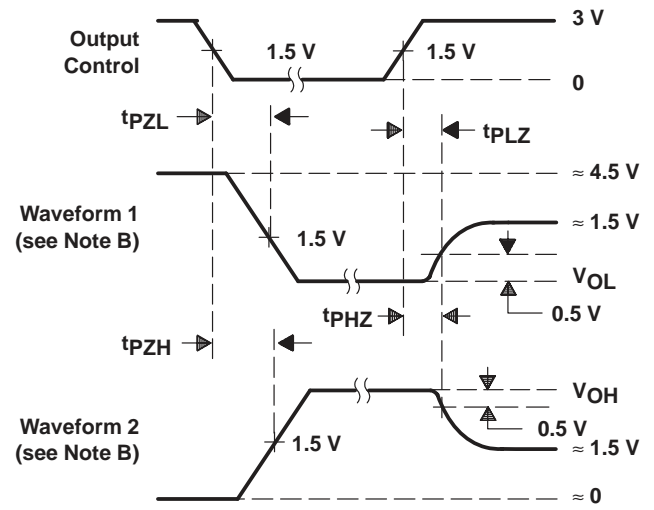 3 V
Output
Control
1.5 V
1.5 V
0
tPZL
tPLZ
≈ 4.5 V
Waveform 1
(see Note B)
≈ 1.5 V
1.5 V
VOL
tPHZ
0.5 V
tPZH
VOH
0.5 V
Waveform 2
(see Note B)
1.5 V
≈ 1.5 V
≈ 0